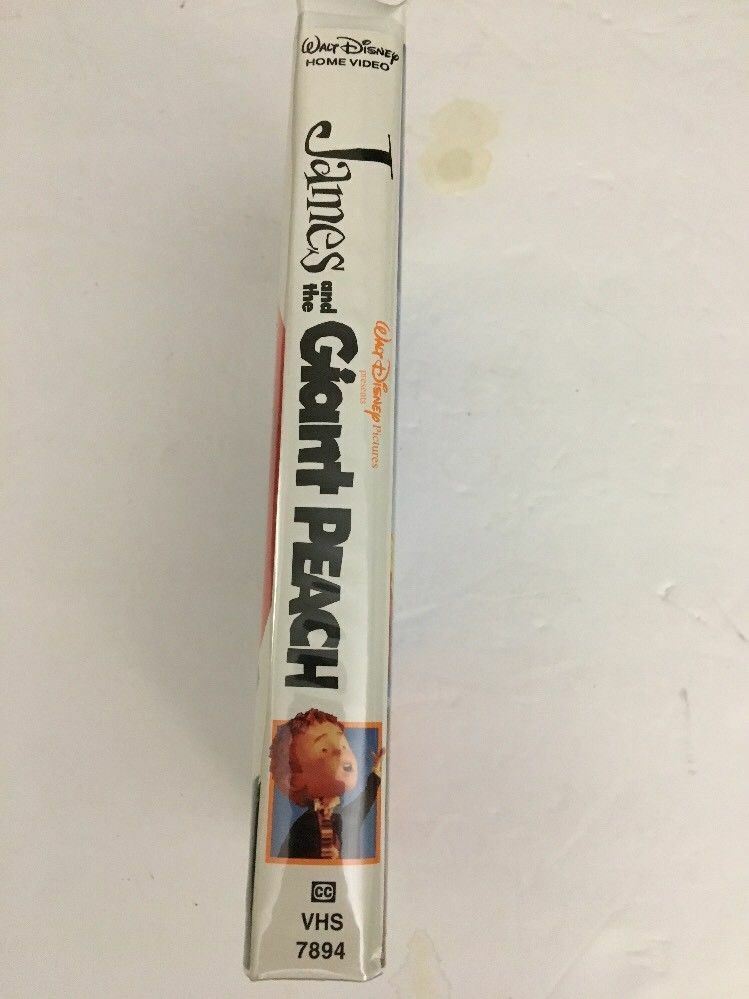 WALT DISNEY
HOME VIDEO
WALT DISNEY Pictures
presents
James
and
the
Giant PEACH
CC
VHS
7894